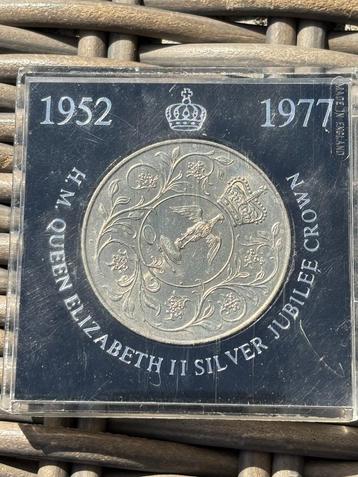 1952 1977
MADE IN ENGLAND
H.M. QUEEN ELIZABETH II SILVER JUBILEE CROWN